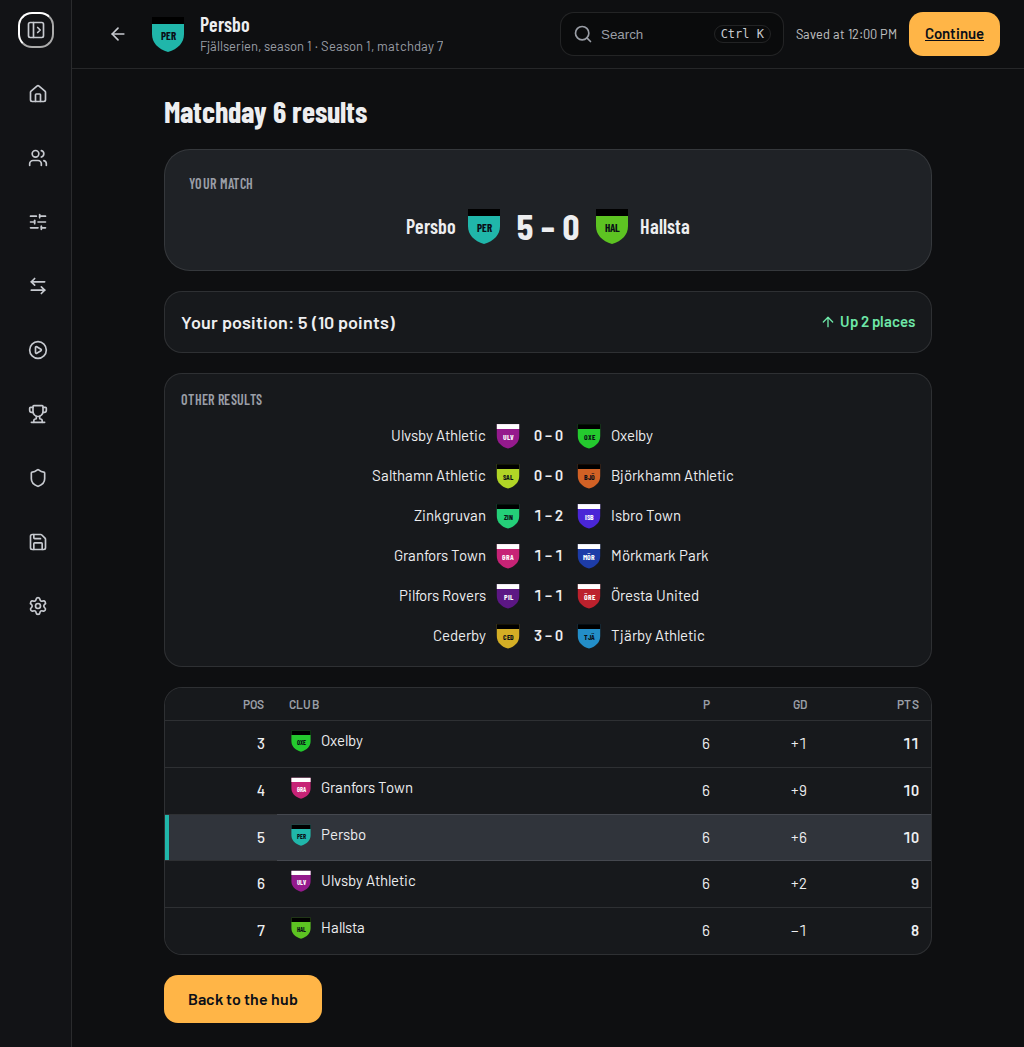 PER
Persbo
Fjällserien, season 1 · Season 1, matchday 7
Search
Ctrl K
Saved at 12:00 PM
Continue
Matchday 6 results
YOUR MATCH
Persbo PER 5 – 0 HAL Hallsta
Your position: 5 (10 points)
Up 2 places
OTHER RESULTS
Ulvsby Athletic ULV 0 – 0 OXE Oxelby
Salthamn Athletic SAL 0 – 0 BJÖ Björkhamn Athletic
Zinkgruvan ZIN 1 – 2 ISB Isbro Town
Granfors Town GRA 1 – 1 MÖR Mörkmark Park
Pilfors Rovers PIL 1 – 1 ÖRE Öresta United
Cederby CED 3 – 0 TJÄ Tjärby Athletic
POS CLUB P GD PTS
3 OXE Oxelby 6 +1 11
4 GRA Granfors Town 6 +9 10
5 PER Persbo 6 +6 10
6 ULV Ulvsby Athletic 6 +2 9
7 HAL Hallsta 6 −1 8
Back to the hub